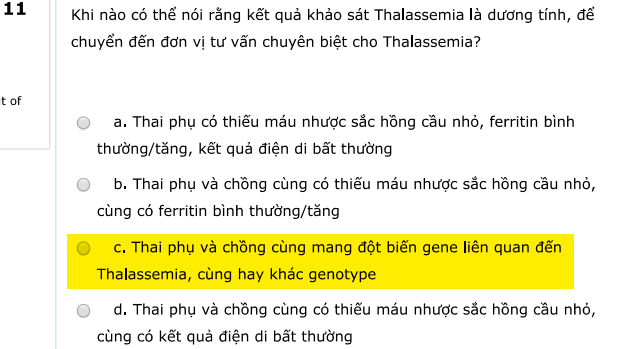 11
Khi nào có thể nói rằng kết quả khảo sát Thalassemia là dương tính, để
chuyển đến đơn vị tư vấn chuyên biệt cho Thalassemia?
t of
a. Thai phụ có thiếu máu nhược sắc hồng cầu nhỏ, ferritin bình
thường/tăng, kết quả điện di bất thường
b. Thai phụ và chồng cùng có thiếu máu nhược sắc hồng cầu nhỏ,
cùng có ferritin bình thường/tăng
c. Thai phụ và chồng cùng mang đột biến gene liên quan đến
Thalassemia, cùng hay khác genotype
d. Thai phụ và chồng cùng có thiếu máu nhược sắc hồng cầu nhỏ,
cùng có kết quả điện di bất thường